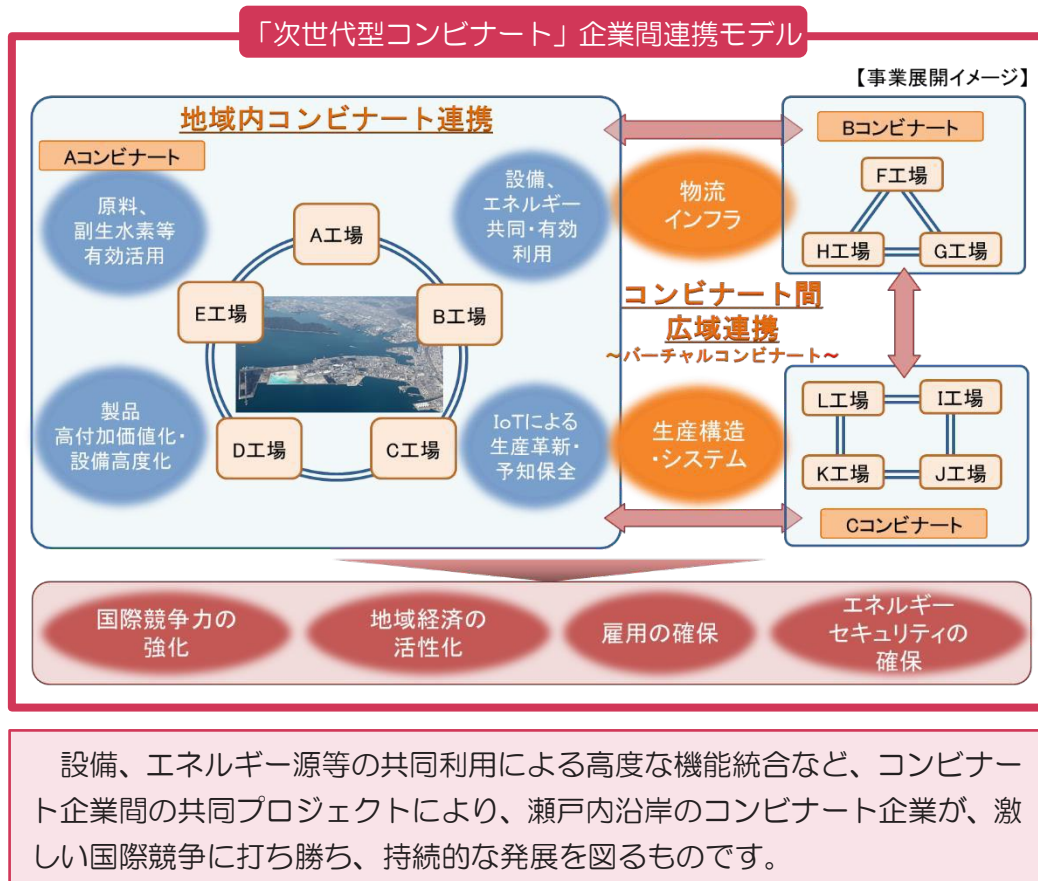 「次世代型コンビナート」企業間連携モデル
【事業展開イメージ】
地域内コンビナート連携
Aコンビナート
原料、
副生水素等
有効活用
設備、
エネルギー
共同・有効
利用
A工場
B工場
C工場
D工場
E工場
製品
高付加価値化・
設備高度化
IoTによる
生産革新・
予知保全
物流
インフラ
コンビナート間
広域連携
～バーチャルコンビナート～
生産構造
・システム
Bコンビナート
F工場
H工場
G工場
L工場
I工場
K工場
J工場
Cコンビナート
国際競争力の
強化
地域経済の
活性化
雇用の確保
エネルギー
セキュリティの
確保
設備、エネルギー源等の共同利用による高度な機能統合など、コンビナー
ト企業間の共同プロジェクトにより、瀬戸内沿岸のコンビナート企業が、激
しい国際競争に打ち勝ち、持続的な発展を図るものです。